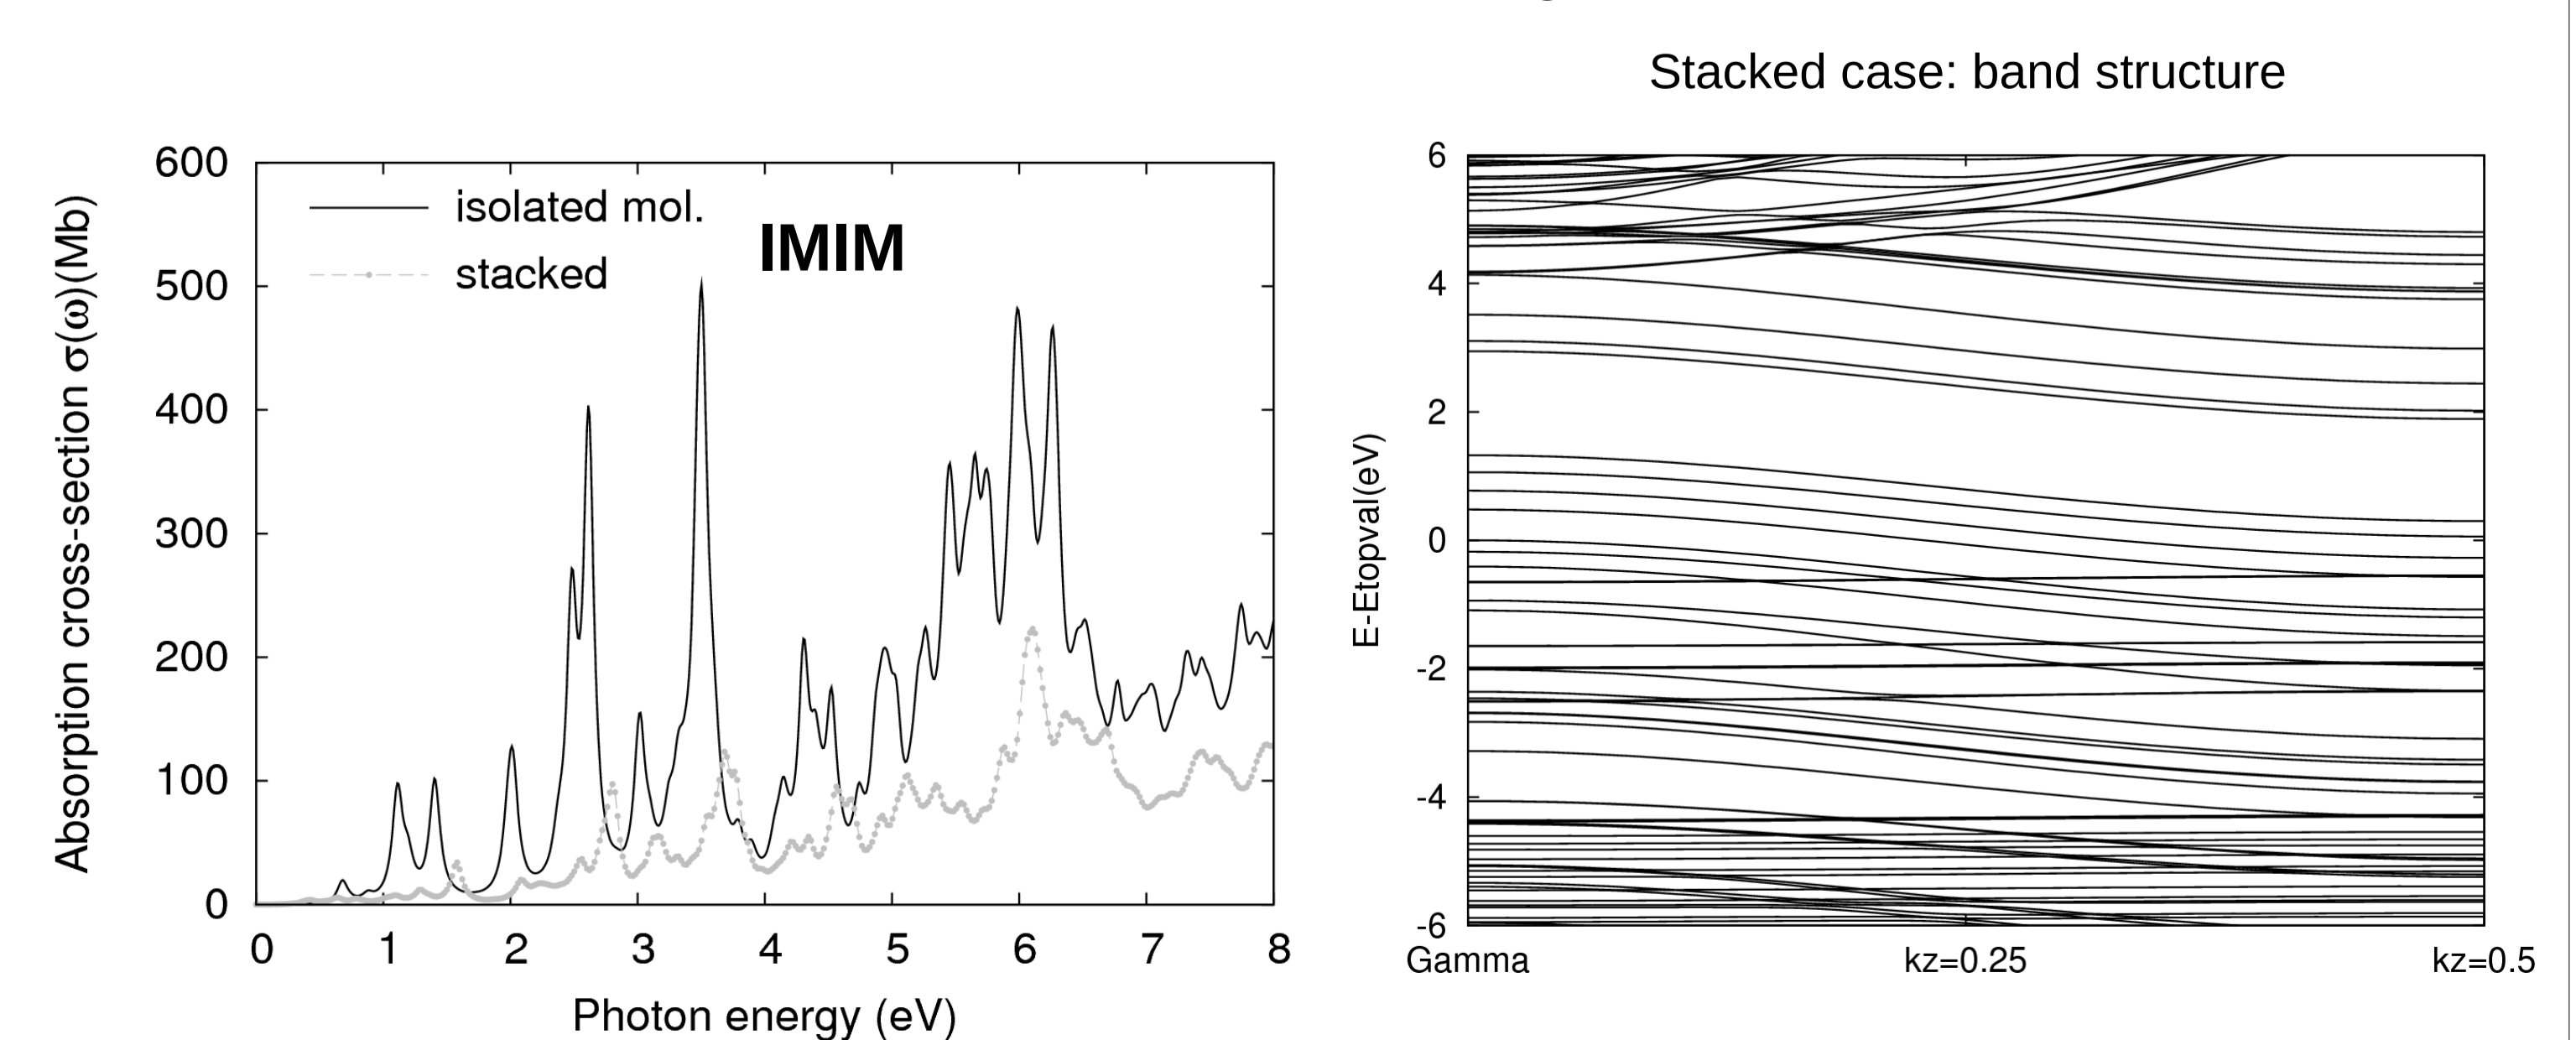 Stacked case: band structure
Absorption cross-section σ(ω)(Mb)
600
500
400
300
200
100
0
isolated mol.
stacked
IMIM
0 1 2 3 4 5 6 7 8
Photon energy (eV)
E-Etopval(eV)
6
4
2
0
-2
-4
-6
Gamma kz=0.25 kz=0.5